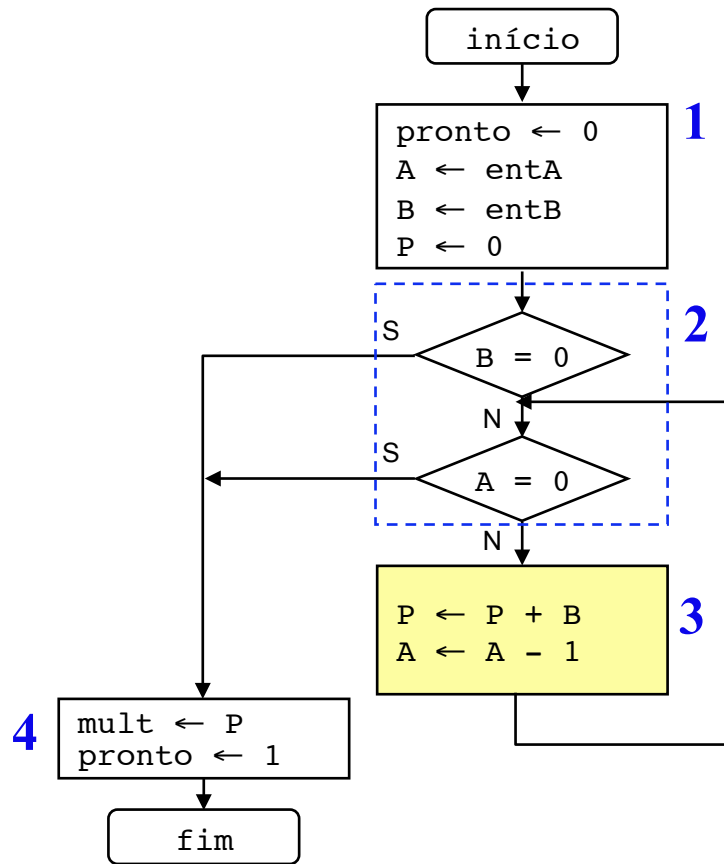 início
1
pronto ← 0
A ← entA
B ← entB
P ← 0
2
S
B = 0
N
S
A = 0
N
3
P ← P + B
A ← A - 1
4
mult ← P
pronto ← 1
fim